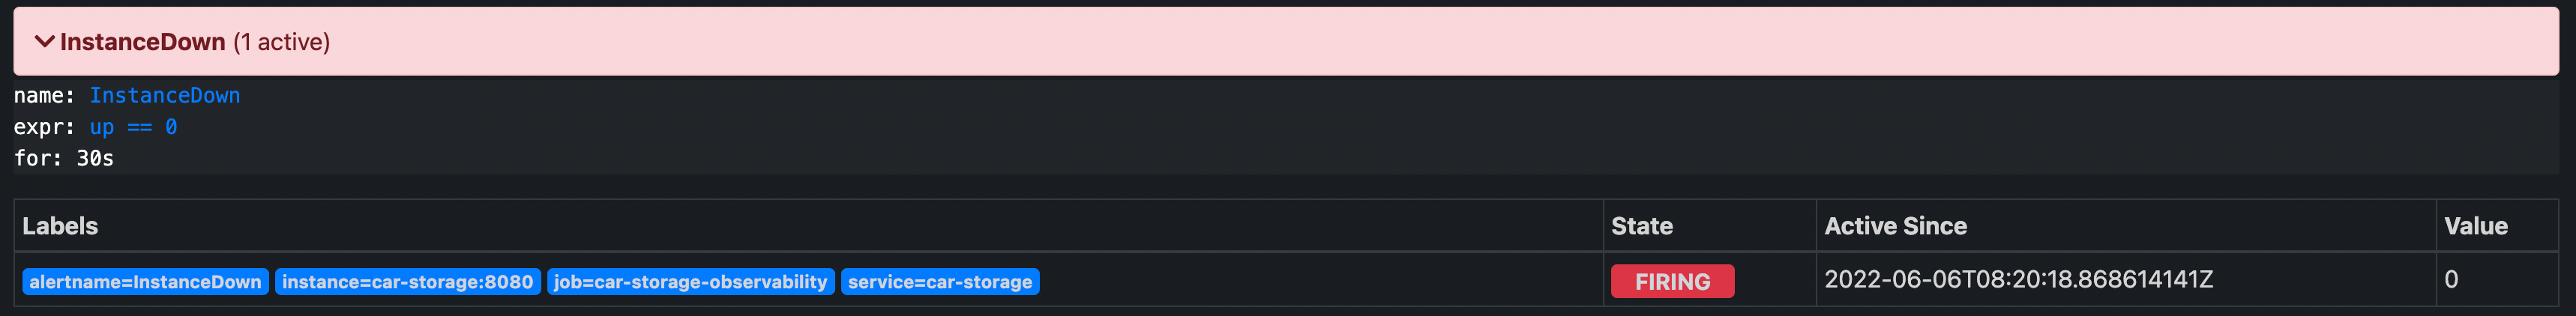 InstanceDown (1 active)
name: InstanceDown
expr: up == 0
for: 30s
Labels State Active Since Value
alertname=InstanceDown instance=car-storage:8080 job=car-storage-observability service=car-storage FIRING 2022-06-06T08:20:18.868614141Z 0